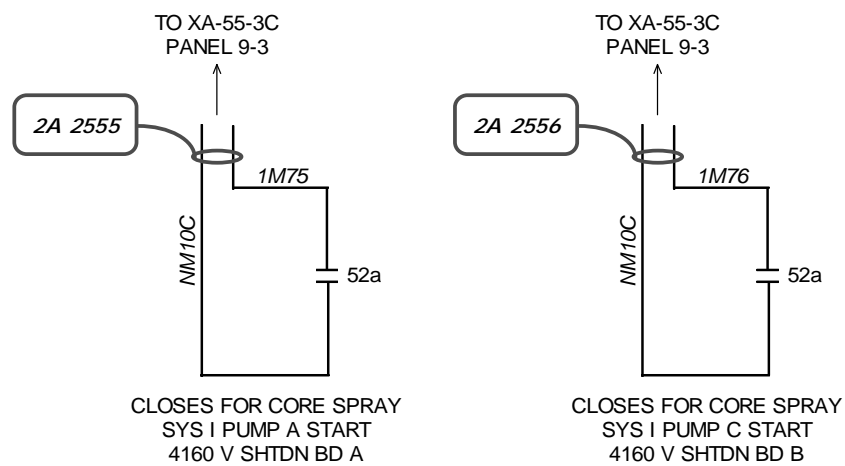 TO XA-55-3C
PANEL 9-3
2A 2555
1M75
NM10C
52a
CLOSES FOR CORE SPRAY
SYS I PUMP A START
4160 V SHTDN BD A
TO XA-55-3C
PANEL 9-3
2A 2556
1M76
NM10C
52a
CLOSES FOR CORE SPRAY
SYS I PUMP C START
4160 V SHTDN BD B